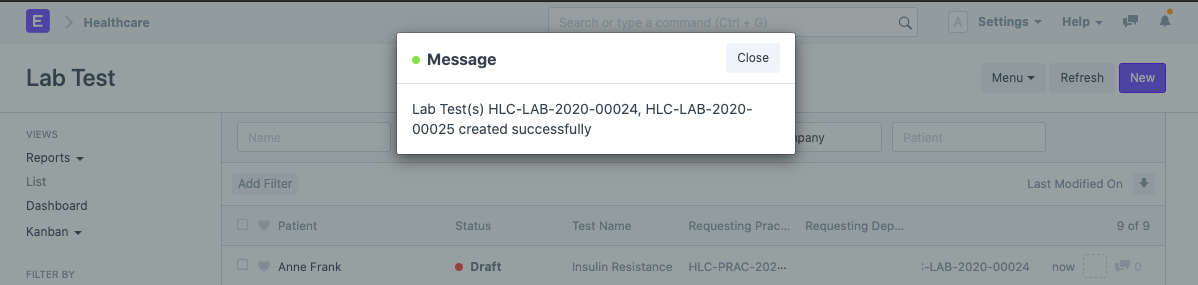 E
Healthcare
Search or type a command (Ctrl + G)
A
Settings
Help
Message
Close
Lab Test
Menu
Refresh
New
Lab Test(s) HLC-LAB-2020-00024, HLC-LAB-2020-
00025 created successfully
VIEWS
Reports
List
Dashboard
Kanban
FILTER BY
Name
Patient
Add Filter
Last Modified On
Patient
Status
Test Name
Requesting Prac...
Requesting Dep...
9 of 9
Anne Frank
Draft
Insulin Resistance
HLC-PRAC-202...
-LAB-2020-00024
now
0